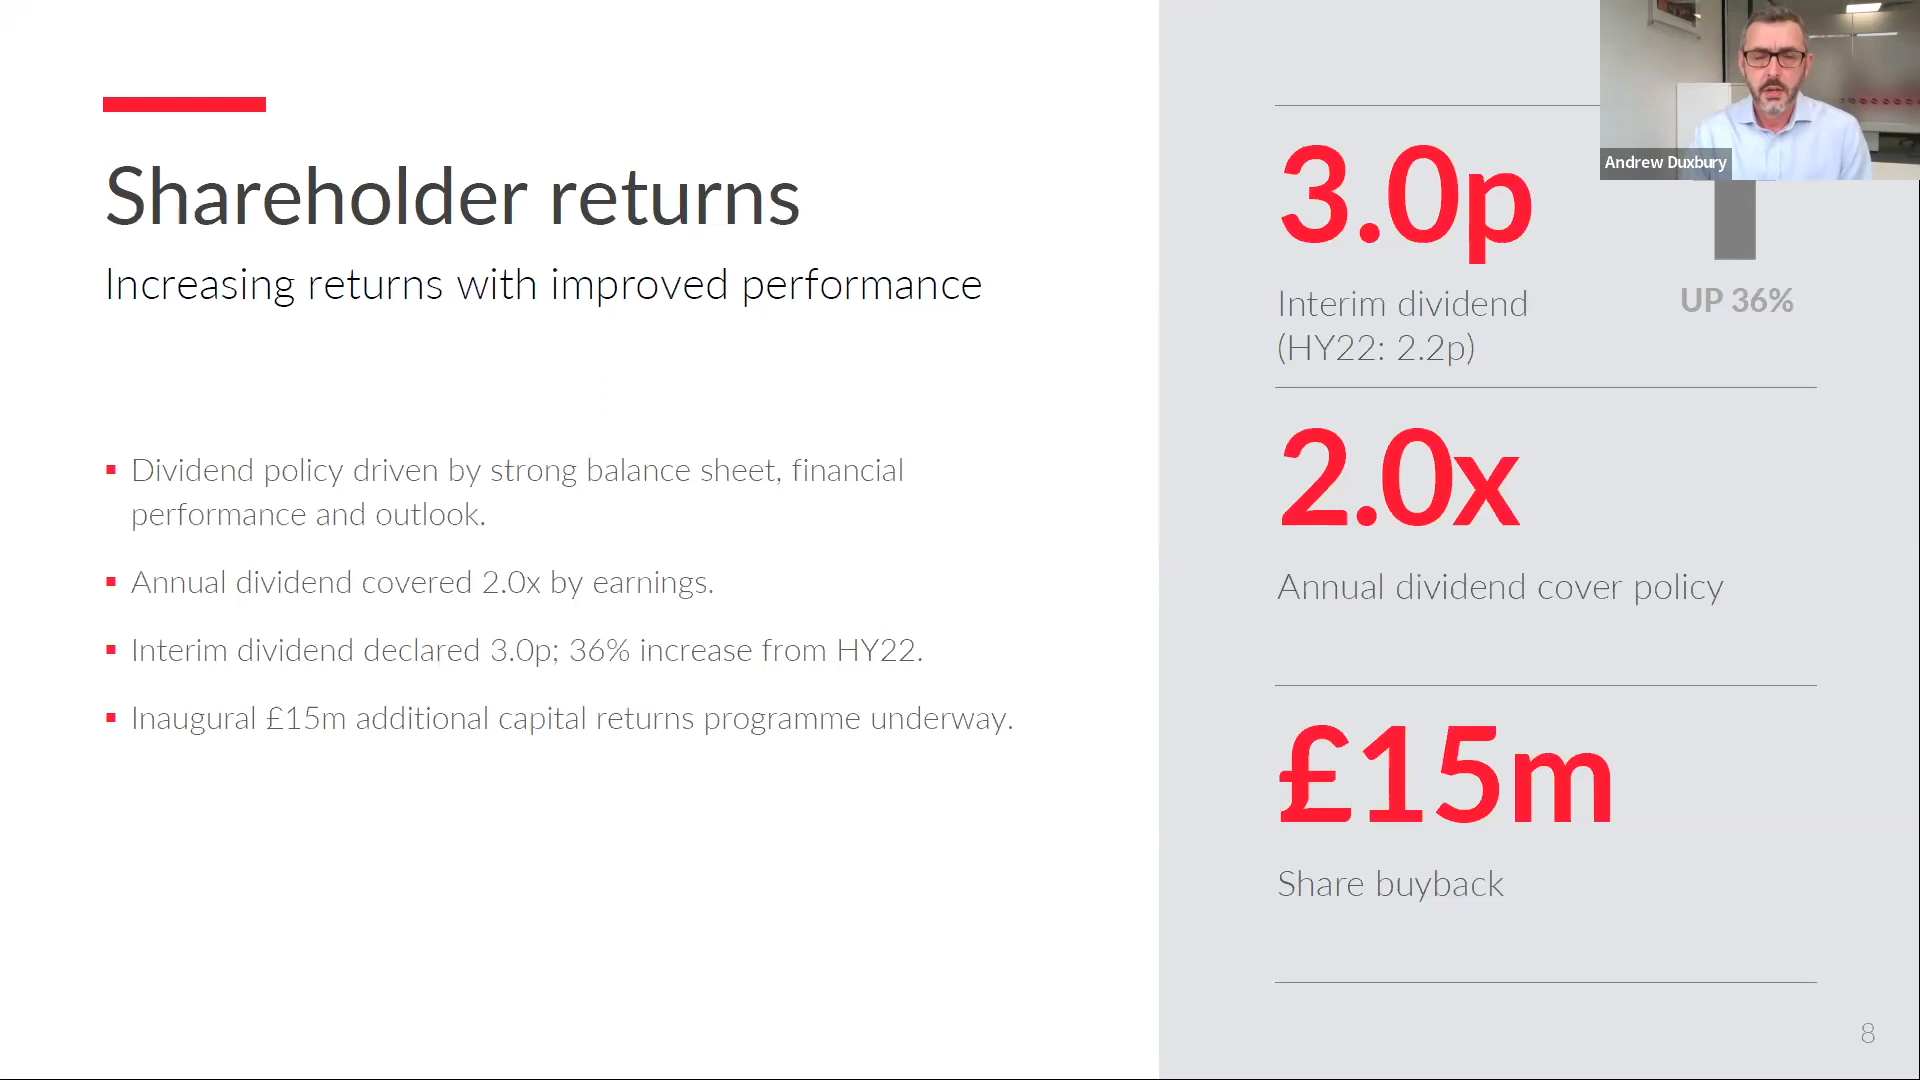 Shareholder returns
Increasing returns with improved performance
Dividend policy driven by strong balance sheet, financial
performance and outlook.
Annual dividend covered 2.0x by earnings.
Interim dividend declared 3.0p; 36% increase from HY22.
Inaugural £15m additional capital returns programme underway.
3.0p
Interim dividend
(HY22: 2.2p)
UP 36%
2.0x
Annual dividend cover policy
£15m
Share buyback
Andrew Duxbury
8